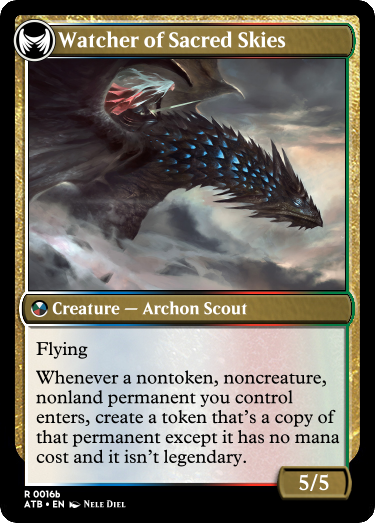 Watcher of Sacred Skies
Creature — Archon Scout
Flying
Whenever a nontoken, noncreature,
nonland permanent you control
enters, create a token that's a copy of
that permanent except it has no mana
cost and it isn't legendary.
5/5
R 0016b
ATB • EN Nele Diel